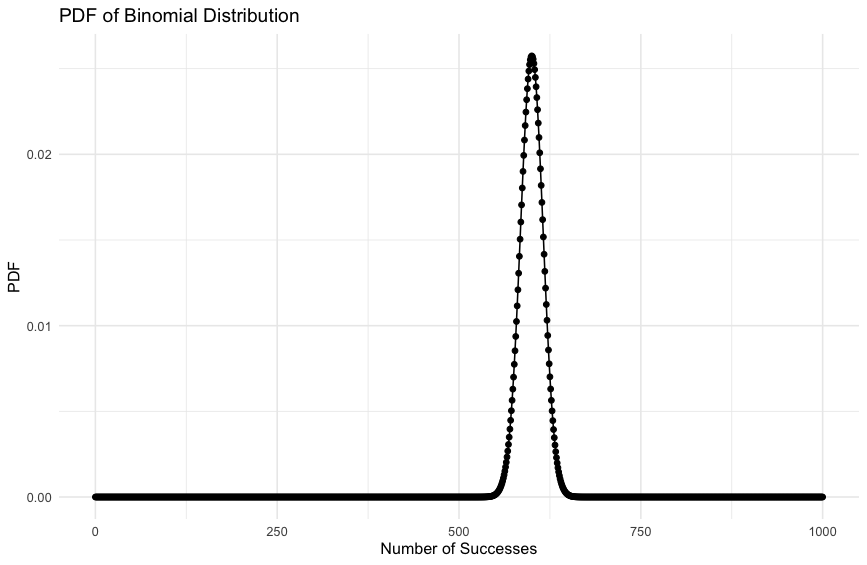 PDF of Binomial Distribution
PDF
0.02
0.01
0.00
0 250 500 750 1000
Number of Successes